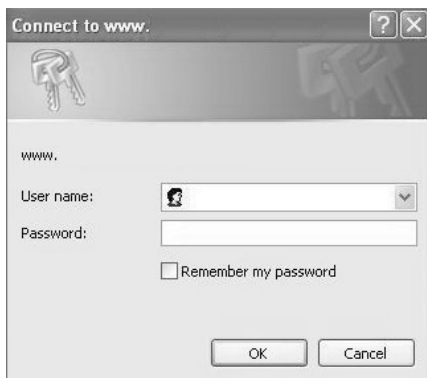 Connect to www.
www.
User name:
Password:
Remember my password
OK
Cancel